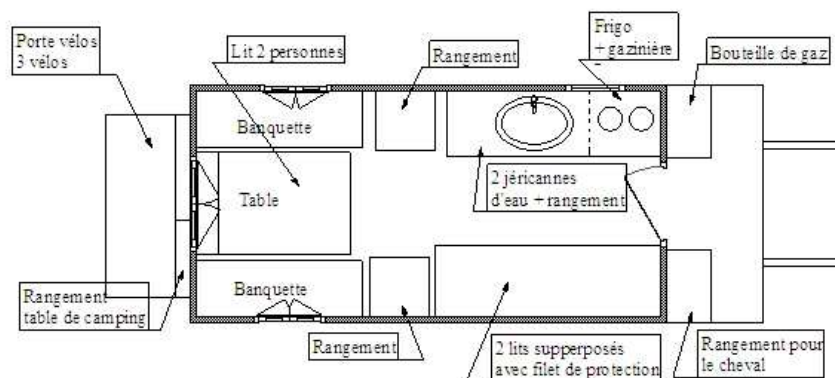 Porte vélos
3 vélos
Lit 2 personnes
Rangement
Frigo
+ gazinière
-
Bouteille de gaz
Banquette
Table
2 jéricannes
d'eau + rangement
Banquette
Rangement
table de camping
Rangement
2 lits supperposés
avec filet de protection
Rangement pour
le cheval